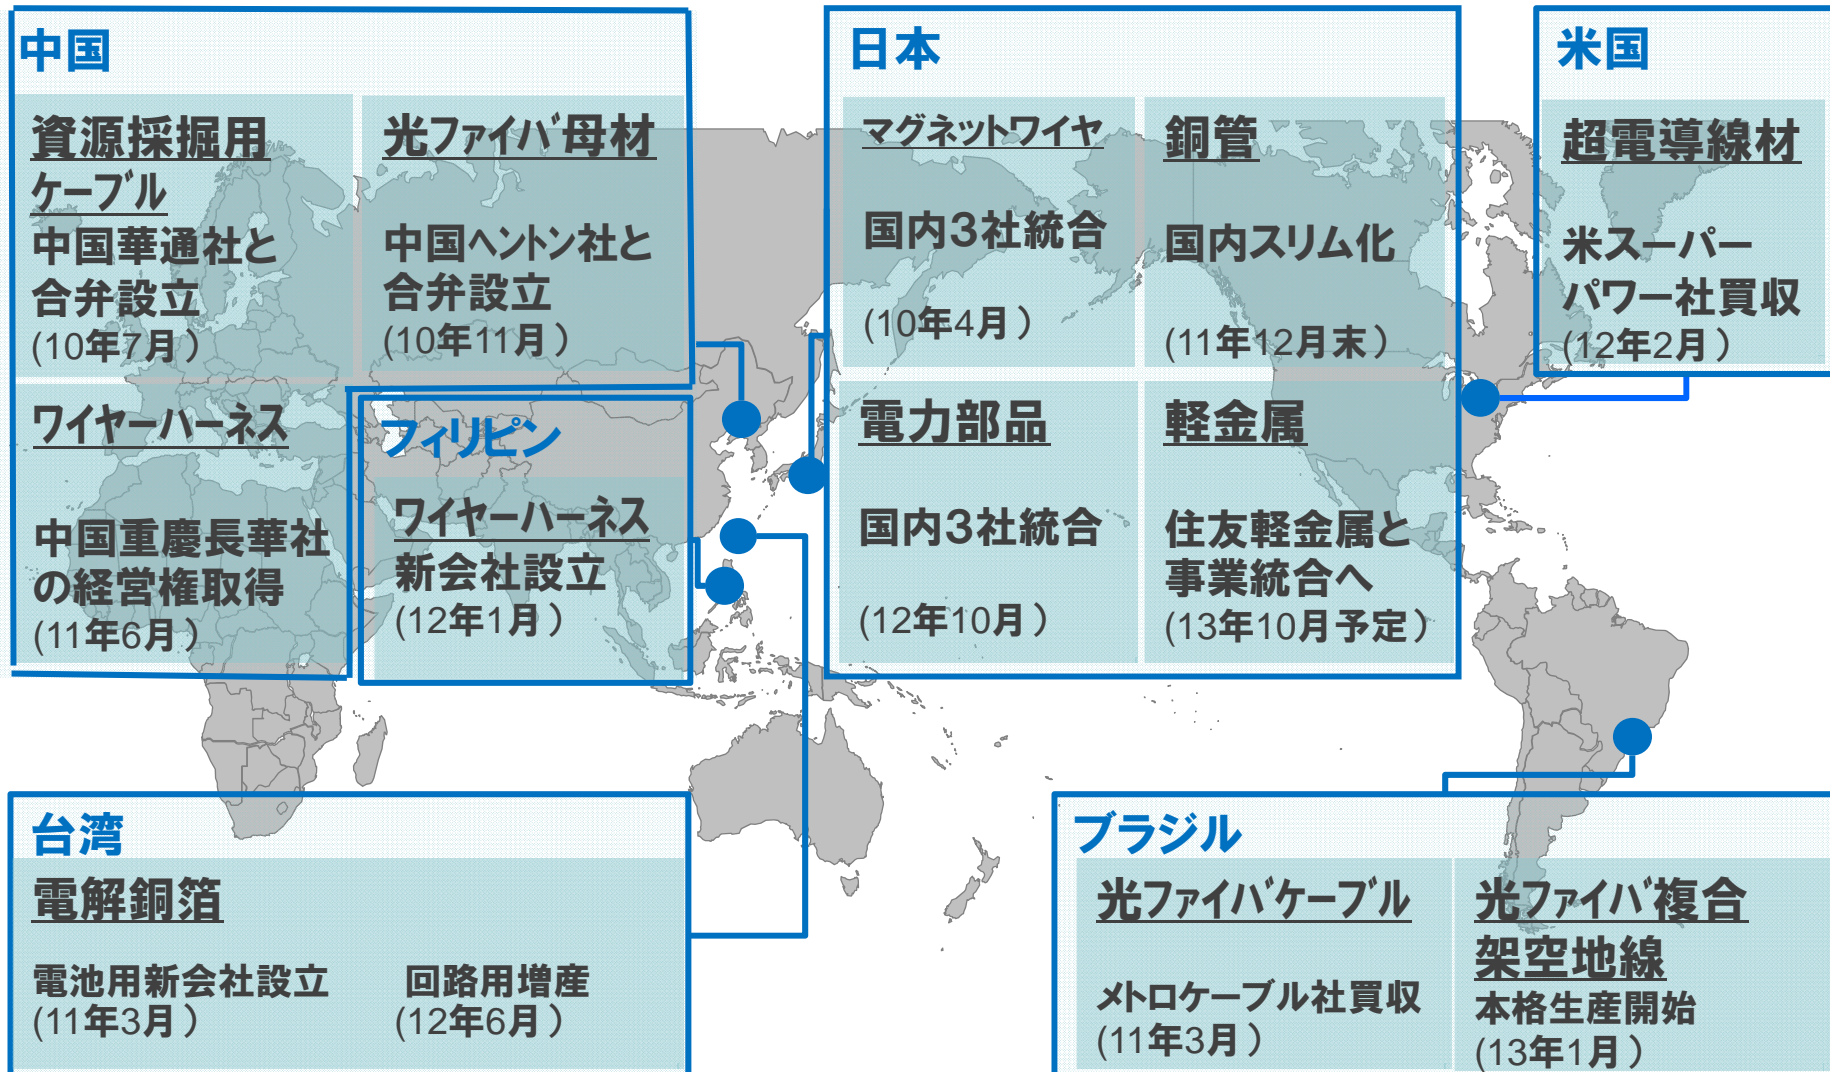 中国
資源採掘用
ケーブル
中国華通社と
合弁設立
(10年7月)
光ファイバ母材
中国ヘントン社と
合弁設立
(10年11月)
ワイヤーハーネス
中国重慶長華社
の経営権取得
(11年6月)
フィリピン
ワイヤーハーネス
新会社設立
(12年1月)
日本
マグネットワイヤ
国内3社統合
(10年4月)
銅管
国内スリム化
(11年12月末)
電力部品
国内3社統合
(12年10月)
軽金属
住友軽金属と
事業統合へ
(13年10月予定)
米国
超電導線材
米スーパー
パワー社買収
(12年2月)
台湾
電解銅箔
電池用新会社設立
(11年3月)
回路用増産
(12年6月)
ブラジル
光ファイバケーブル
メトロケーブル社買収
(11年3月)
光ファイバ複合
架空地線
本格生産開始
(13年1月)